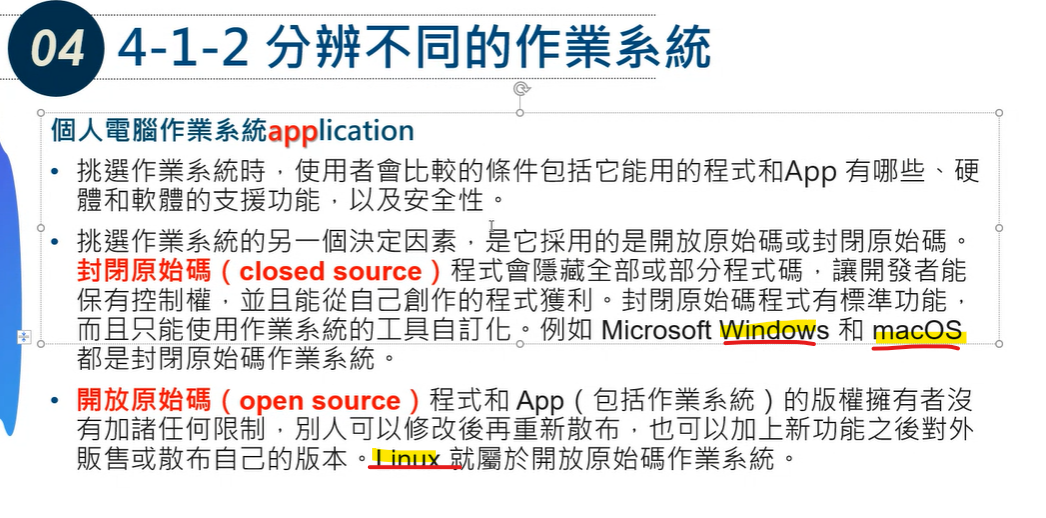 04 4-1-2 分辨不同的作業系統
個人電腦作業系統application
• 挑選作業系統時，使用者會比較的條件包括它能用的程式和App 有哪些、硬
體和軟體的支援功能，以及安全性。
• 挑選作業系統的另一個決定因素，是它採用的是開放原始碼或封閉原始碼。
封閉原始碼（closed source）程式會隱藏全部或部分程式碼，讓開發者能
保有控制權，並且能從自己創作的程式獲利。封閉原始碼程式有標準功能，
而且只能使用作業系統的工具自訂化。例如 Microsoft Windows 和 macOS
都是封閉原始碼作業系統。
• 開放原始碼（open source）程式和 App（包括作業系統）的版權擁有者沒
有加諸任何限制，別人可以修改後再重新散布，也可以加上新功能之後對外
販售或散布自己的版本。Linux 就屬於開放原始碼作業系統。